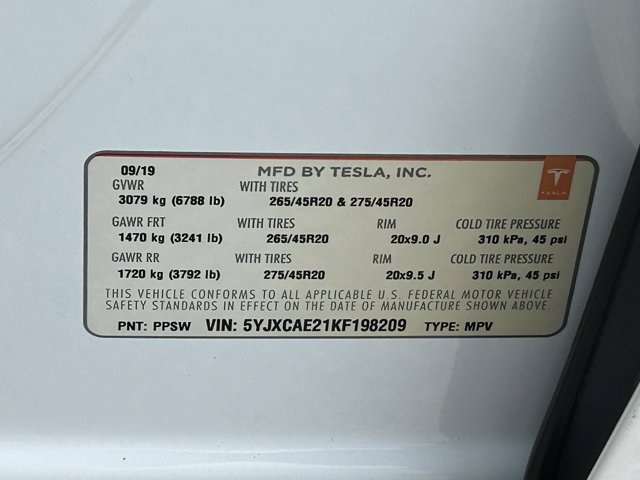 09/19 MFD BY TESLA, INC.
GVWR WITH TIRES
3079 kg (6788 lb) 265/45R20 & 275/45R20
GAWR FRT WITH TIRES RIM COLD TIRE PRESSURE
1470 kg (3241 lb) 265/45R20 20x9.0 J 310 kPa, 45 psi
GAWR RR WITH TIRES RIM COLD TIRE PRESSURE
1720 kg (3792 lb) 275/45R20 20x9.5 J 310 kPa, 45 psi
THIS VEHICLE CONFORMS TO ALL APPLICABLE U.S. FEDERAL MOTOR VEHICLE
SAFETY STANDARDS IN EFFECT ON THE DATE OF MANUFACTURE SHOWN ABOVE.
PNT: PPSW VIN: 5YJXCAE21KF198209 TYPE: MPV
TESLA